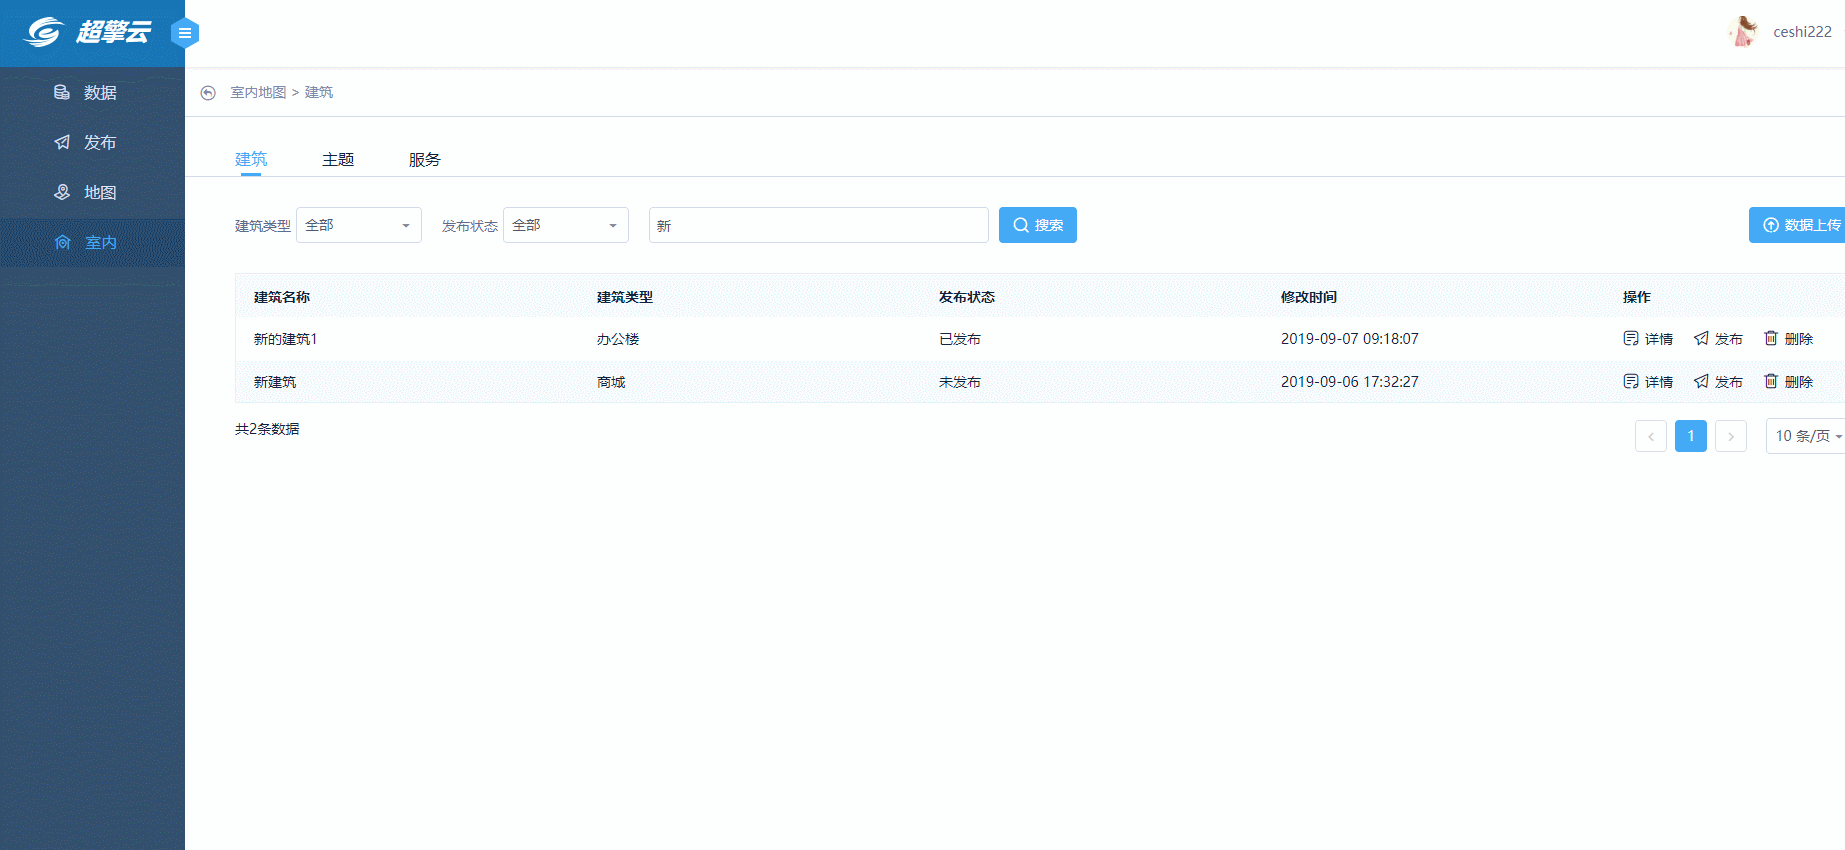 超擎云
ceshi222
数据
发布
地图
室内
室内地图 > 建筑
建筑 主题 服务
建筑类型 全部 发布状态 全部 新 搜索 数据上传
建筑名称 建筑类型 发布状态 修改时间 操作
新的建筑1 办公楼 已发布 2019-09-07 09:18:07 详情 发布 删除
新建筑 商城 未发布 2019-09-06 17:32:27 详情 发布 删除
共2条数据 < 1 > 10 条/页